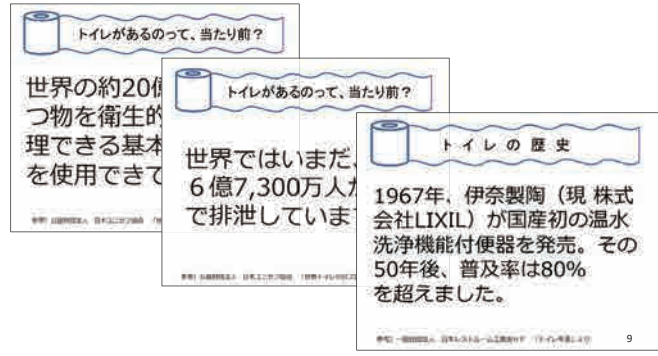 トイレがあるのって、当たり前？
世界の約20億
つ物を衛生的
理できる基本
を使用できて
トイレがあるのって、当たり前？
世界ではいまだ、
６億7,300万人が
で排泄していま
トイレの歴史
1967年、伊奈製陶（現 株式
会社LIXIL）が国産初の温水
洗浄機能付便器を発売。その
50年後、普及率は80%
を超えました。
9